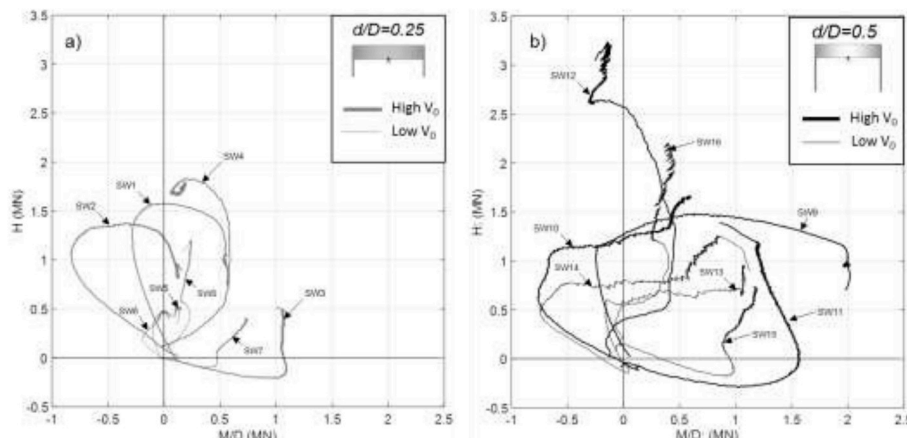 a)
d/D=0.25
High V₀
Low V₀
SW4
SW1
SW2
SW5
SW6
SW3
SW7
H (MN)
3.5
3
2.5
2
1.5
1
0.5
0
-0.5
-1 -0.5 0 0.5 1 1.5 2 2.5
M/D (MN)
b)
d/D=0.5
High V₀
Low V₀
SW12
SW16
SW9
SW10
SW14
SW13
SW11
SW15
H: (MN)
3.5
3
2.5
2
1.5
1
0.5
0
-0.5
-1 -0.5 0 0.5 1 1.5 2 2.5
M/D: (MN)